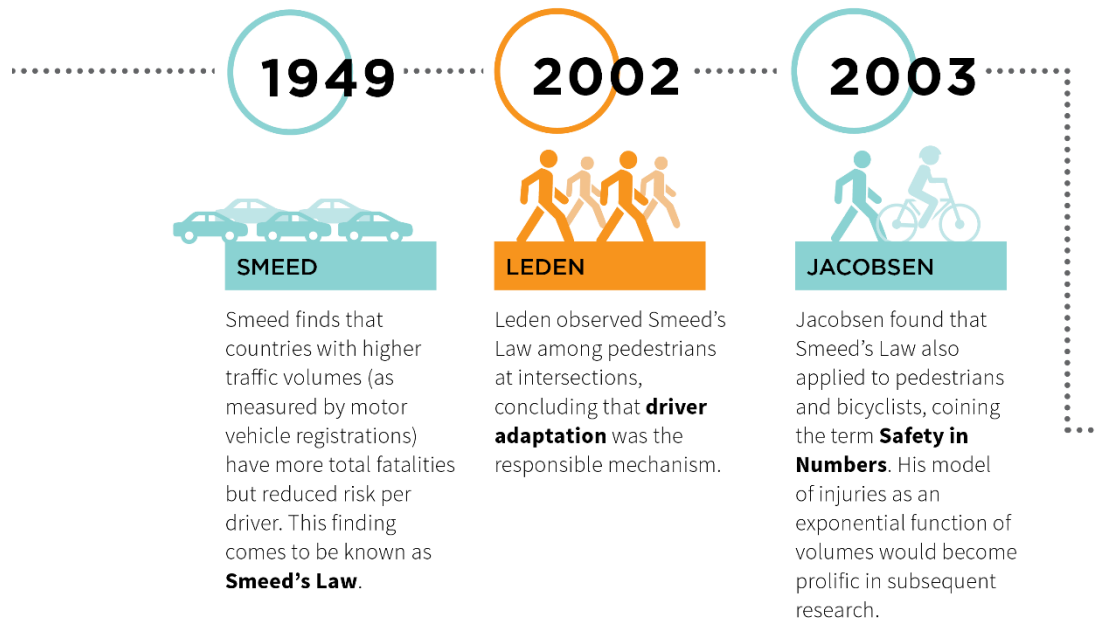 1949
SMEED
Smeed finds that
countries with higher
traffic volumes (as
measured by motor
vehicle registrations)
have more total fatalities
but reduced risk per
driver. This finding
comes to be known as
Smeed’s Law.
2002
LEDEN
Leden observed Smeed’s
Law among pedestrians
at intersections,
concluding that driver
adaptation was the
responsible mechanism.
2003
JACOBSEN
Jacobsen found that
Smeed’s Law also
applied to pedestrians
and bicyclists, coining
the term Safety in
Numbers. His model
of injuries as an
exponential function of
volumes would become
prolific in subsequent
research.